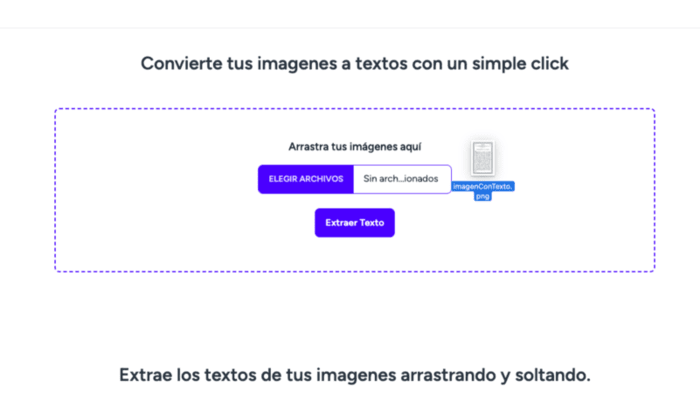 Convierte tus imagenes a textos con un simple click
Arrastra tus imágenes aquí
ELEGIR ARCHIVOS Sin arch...ionados
imagenConTexto.
png
Extraer Texto
Extrae los textos de tus imagenes arrastrando y soltando.